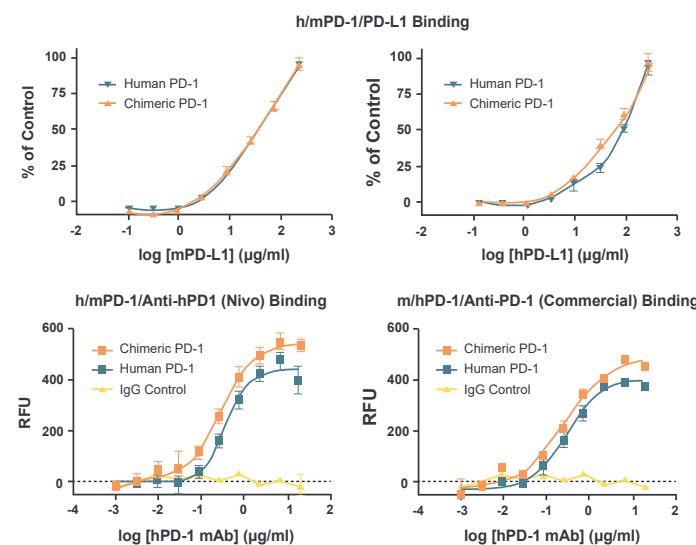 h/mPD-1/PD-L1 Binding
% of Control
100
75
50
25
0
Human PD-1
Chimeric PD-1
-2
-1
0
1
2
3
log [mPD-L1] (µg/ml)
% of Control
100
75
50
25
0
Human PD-1
Chimeric PD-1
-2
-1
0
1
2
3
log [hPD-L1] (µg/ml)
h/mPD-1/Anti-hPD1 (Nivo) Binding
RFU
600
400
200
0
Chimeric PD-1
Human PD-1
IgG Control
-4
-3
-2
-1
0
1
2
log [hPD-1 mAb] (µg/ml)
m/hPD-1/Anti-PD-1 (Commercial) Binding
RFU
600
400
200
0
Chimeric PD-1
Human PD-1
IgG Control
-4
-3
-2
-1
0
1
2
log [hPD-1 mAb] (µg/ml)